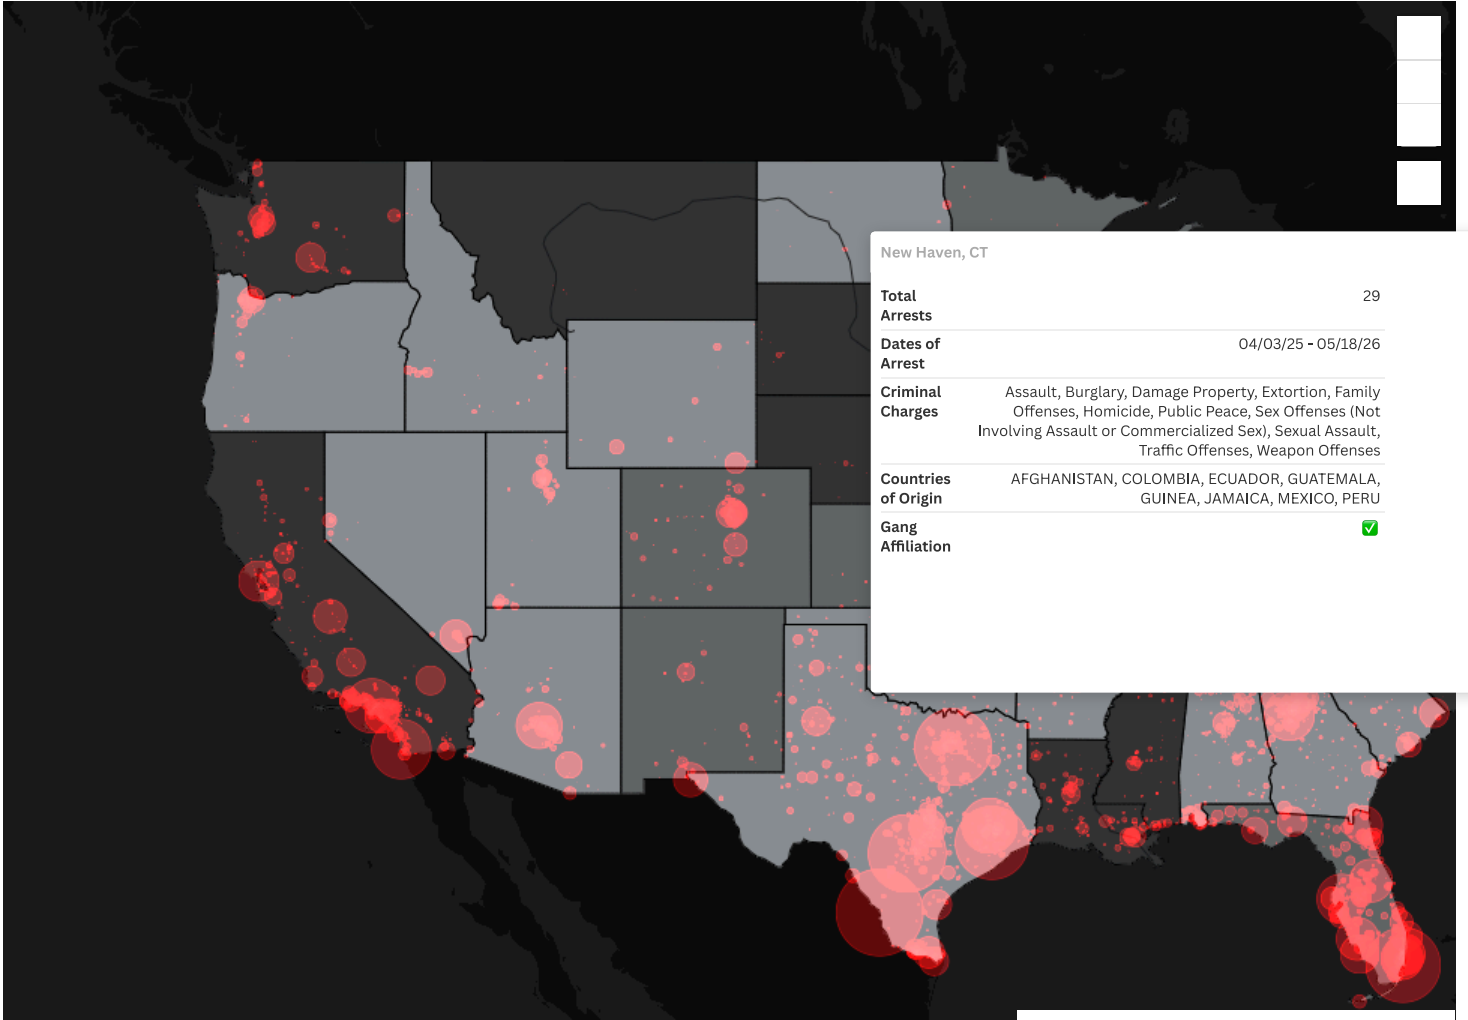 New Haven, CT
Total
Arrests
29
Dates of
Arrest
04/03/25 - 05/18/26
Criminal
Charges
Assault, Burglary, Damage Property, Extortion, Family
Offenses, Homicide, Public Peace, Sex Offenses (Not
Involving Assault or Commercialized Sex), Sexual Assault,
Traffic Offenses, Weapon Offenses
Countries
of Origin
AFGHANISTAN, COLOMBIA, ECUADOR, GUATEMALA,
GUINEA, JAMAICA, MEXICO, PERU
Gang
Affiliation